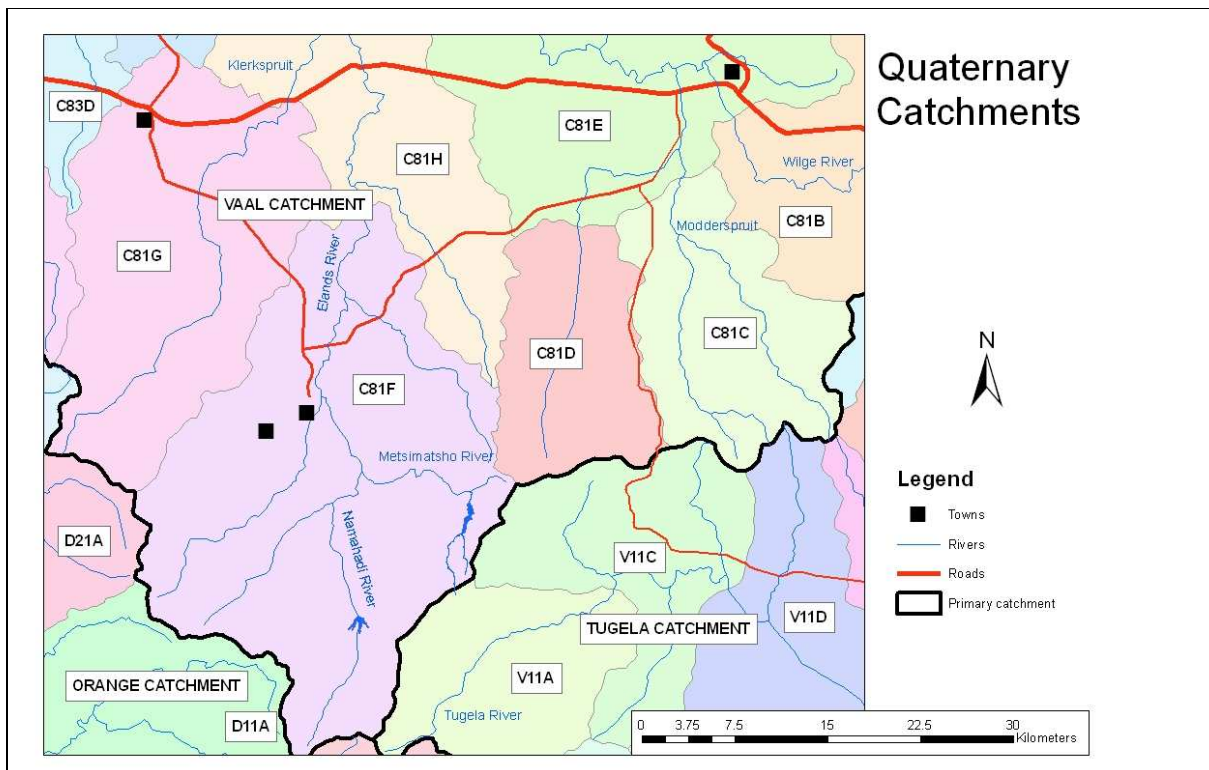 Quaternary
Catchments
Klerkspruit
C83D
C81E
C81H
Wilge River
VAAL CATCHMENT
C81B
Modderspruit
C81G
Elands River
C81C
C81D
C81F
Metsimatsho River
N
Legend
Towns
Rivers
Roads
Primary catchment
D21A
Namahadi River
V11C
V11D
TUGELA CATCHMENT
ORANGE CATCHMENT
V11A
D11A
Tugela River
0 3.75 7.5 15 22.5 30
Kilometers